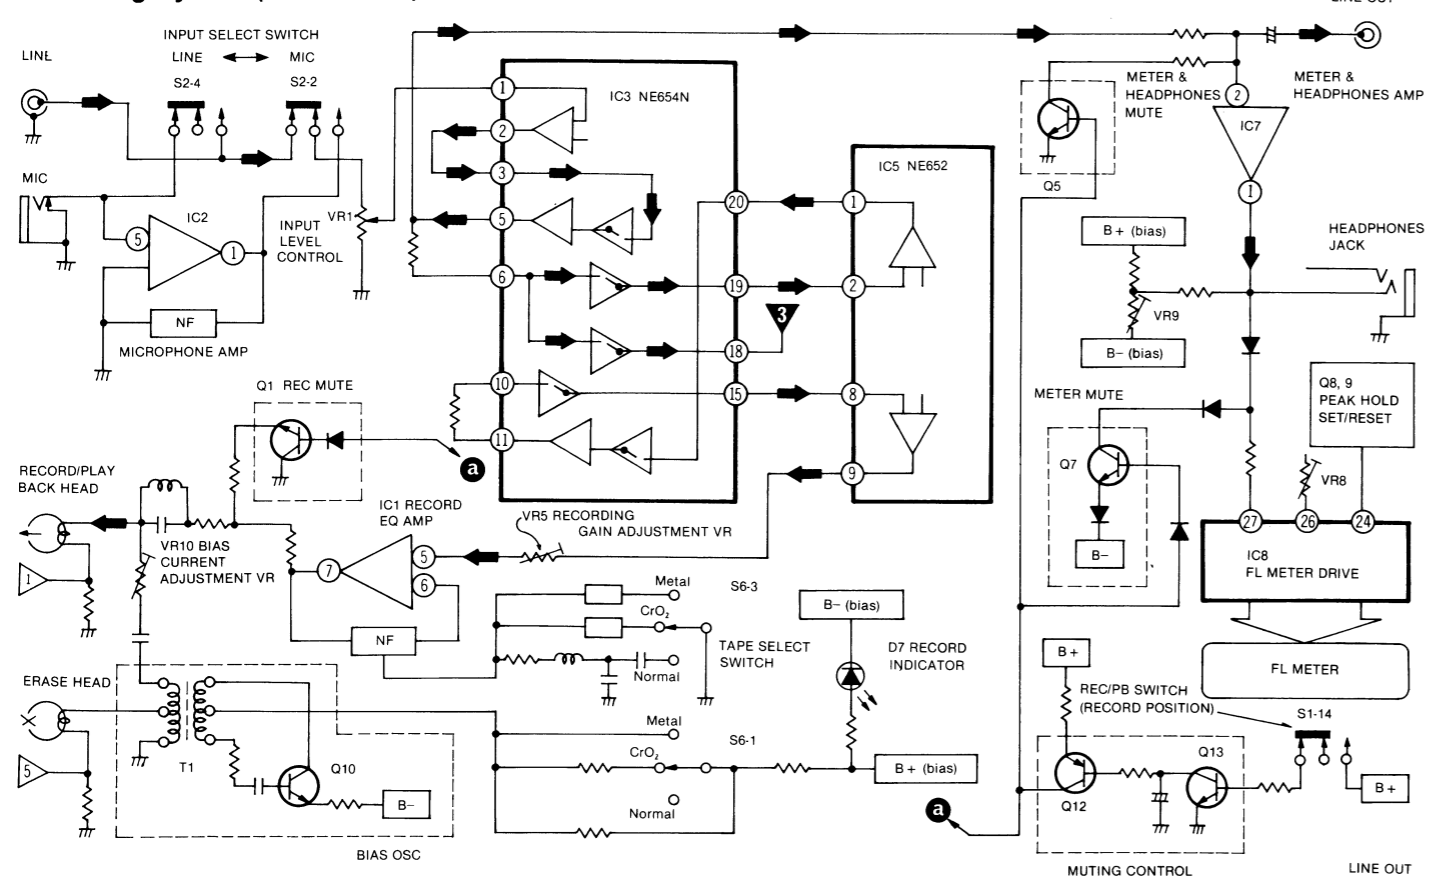 INPUT SELECT SWITCH
LINE
LINE
MIC
S2-4
S2-2
MIC
IC2
5
1
NF
MICROPHONE AMP
VR1
INPUT
LEVEL
CONTROL
IC3 NE654N
1
2
3
5
6
10
11
20
19
18
15
3
IC5 NE652
1
2
8
9
METER &
HEADPHONES
MUTE
Q5
METER &
HEADPHONES AMP
2
IC7
1
B+ (bias)
VR9
B− (bias)
HEADPHONES
JACK
METER MUTE
Q7
B−
Q8, 9
PEAK HOLD
SET/RESET
VR8
27
26
24
IC8
FL METER DRIVE
FL METER
Q1 REC MUTE
a
RECORD/PLAY
BACK HEAD
1
VR10 BIAS
CURRENT
ADJUSTMENT VR
IC1 RECORD
EQ AMP
7
5
6
NF
VR5 RECORDING
GAIN ADJUSTMENT VR
Metal
S6-3
CrO₂
TAPE SELECT
SWITCH
Normal
B− (bias)
D7 RECORD
INDICATOR
ERASE HEAD
5
T1
Q10
B−
BIAS OSC
Metal
S6-1
CrO₂
Normal
B+ (bias)
a
B+
REC/PB SWITCH
(RECORD POSITION)
S1-14
Q12
Q13
B+
MUTING CONTROL
LINE OUT